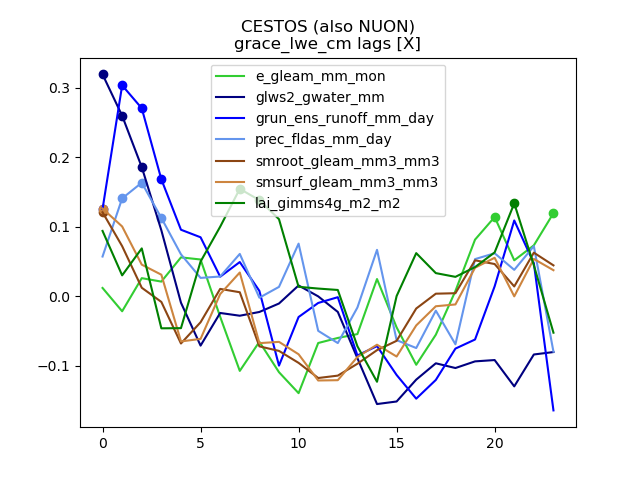 CESTOS (also NUON)
grace_lwe_cm lags [X]
e_gleam_mm_mon
glws2_gwater_mm
grun_ens_runoff_mm_day
prec_fldas_mm_day
smroot_gleam_mm3_mm3
smsurf_gleam_mm3_mm3
lai_gimms4g_m2_m2
0.3
0.2
0.1
0.0
−0.1
0 5 10 15 20